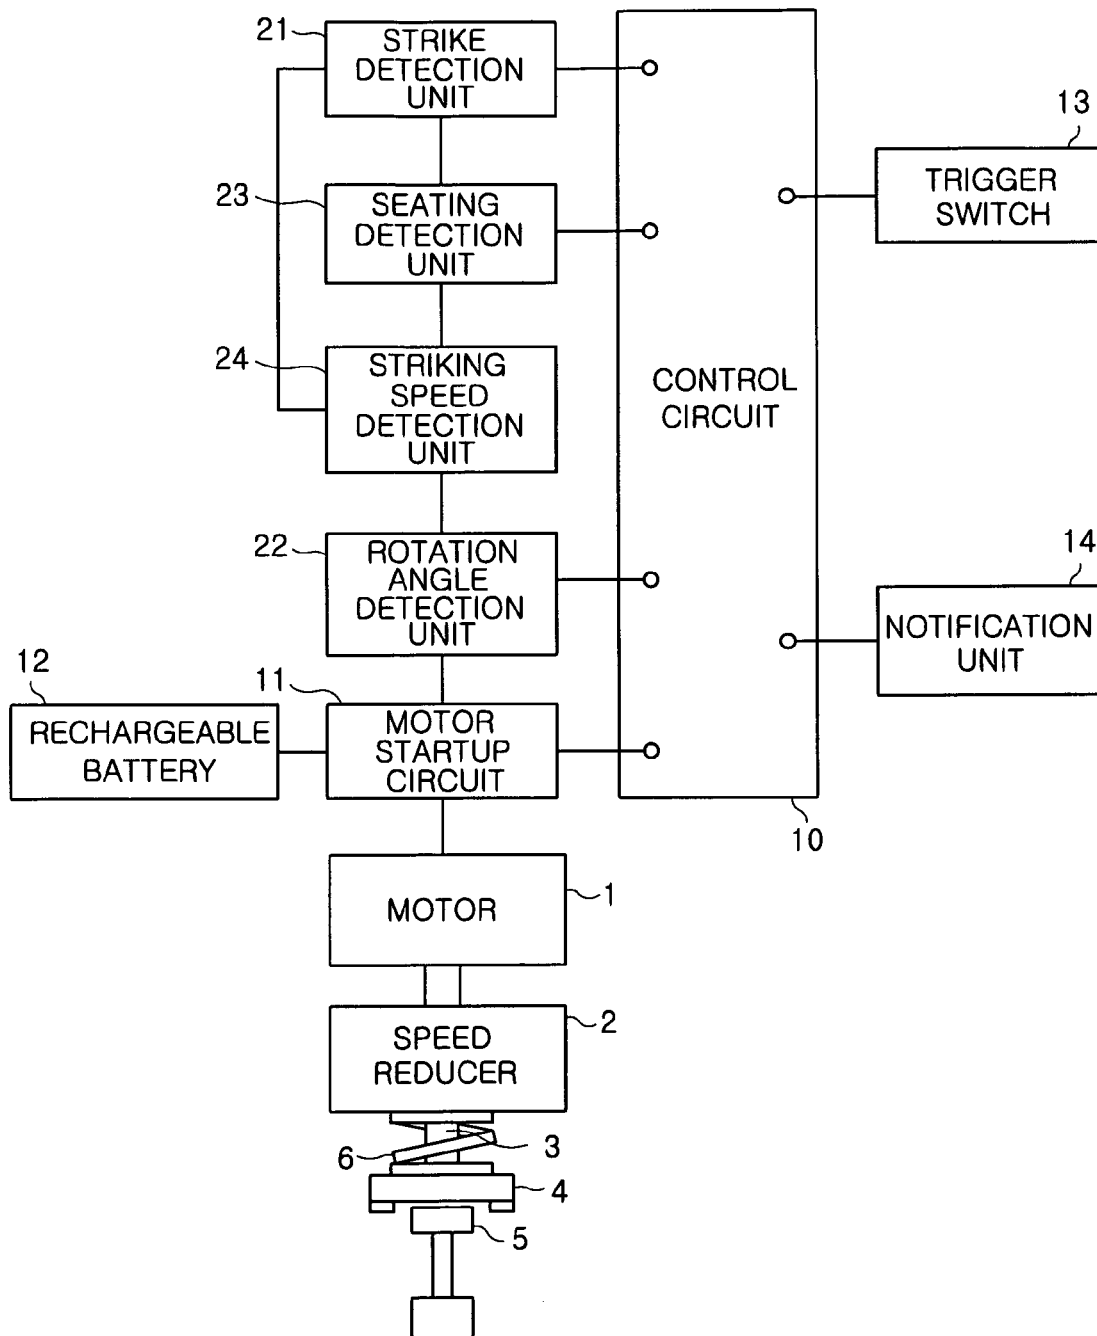 21
STRIKE
DETECTION
UNIT
13
TRIGGER
SWITCH
23
SEATING
DETECTION
UNIT
24
STRIKING
SPEED
DETECTION
UNIT
CONTROL
CIRCUIT
22
ROTATION
ANGLE
DETECTION
UNIT
14
NOTIFICATION
UNIT
12
RECHARGEABLE
BATTERY
11
MOTOR
STARTUP
CIRCUIT
10
MOTOR
1
SPEED
REDUCER
2
3
6
4
5